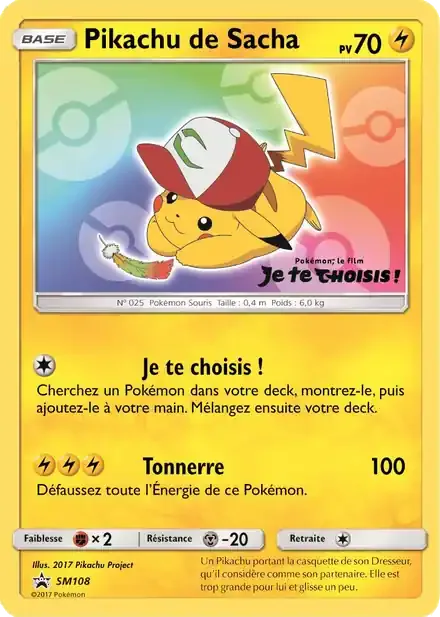 BASE Pikachu de Sacha PV70
Pokémon, le film
Je te CHOISIS !
N° 025 Pokémon Souris Taille : 0,4 m Poids : 6,0 kg
Je te choisis !
Cherchez un Pokémon dans votre deck, montrez-le, puis
ajoutez-le à votre main. Mélangez ensuite votre deck.
Tonnerre 100
Défaussez toute l'Énergie de ce Pokémon.
Faiblesse × 2 Résistance -20 Retraite
Illus. 2017 Pikachu Project
SM108
©2017 Pokémon
Un Pikachu portant la casquette de son Dresseur,
qu'il considère comme son partenaire. Elle est
trop grande pour lui et glisse un peu.